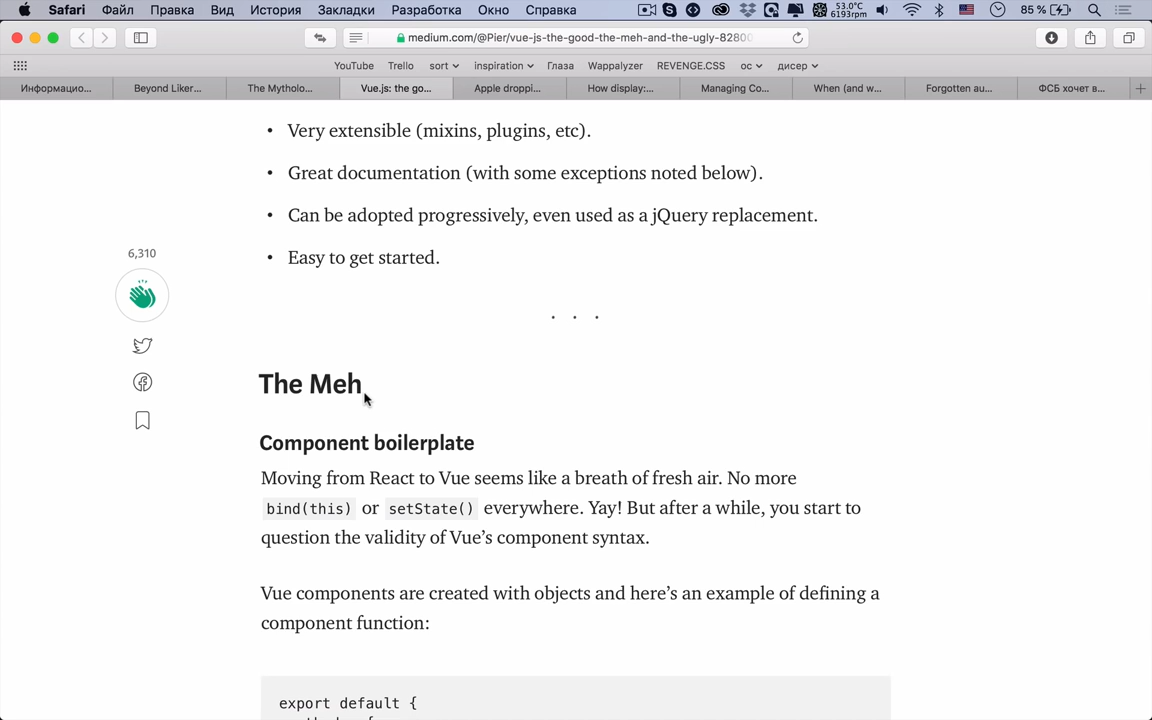 Safari Файл Правка Вид История Закладки Разработка Окно Справка 53.0°C 6193rpm 85 %
medium.com/@Pier/vue-js-the-good-the-meh-and-the-ugly-82800
YouTube Trello sort inspiration Глаза Wappalyzer REVENGE.CSS ос дисер
Информацио... Beyond Liker... The Mytholo... Vue.js: the go... Apple droppi... How display:... Managing Co... When (and w... Forgotten au... ФСБ хочет в...
• Very extensible (mixins, plugins, etc).
• Great documentation (with some exceptions noted below).
• Can be adopted progressively, even used as a jQuery replacement.
6,310
• Easy to get started.
. . .
The Meh
Component boilerplate
Moving from React to Vue seems like a breath of fresh air. No more
bind(this) or setState() everywhere. Yay! But after a while, you start to
question the validity of Vue’s component syntax.
Vue components are created with objects and here’s an example of defining a
component function:
export default {